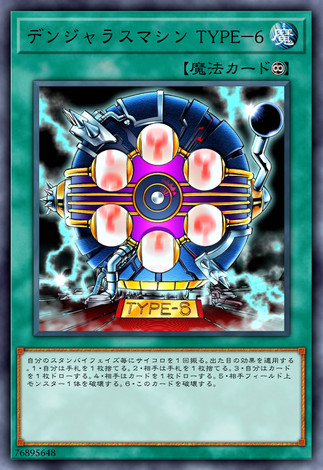 デンジャラスマシン TYPE－6
魔
【魔法カード】
TYPE-6
自分のスタンバイフェイズ毎にサイコロを１回振る。出た目の効果を適用する
。１・自分は手札を１枚捨てる。２・相手は手札を１枚捨てる。３・自分はカード
を１枚ドローする。４・相手はカードを１枚ドローする。５・相手フィールド上
モンスター１体を破壊する。６・このカードを破壊する。
76895648